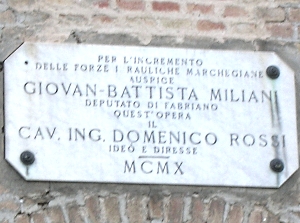 PER L'INCREMENTO
DELLE FORZE IDRAULICHE MARCHEGIANE
AUSPICE
GIOVAN-BATTISTA MILIANI
DEPUTATO DI FABRIANO
QUEST'OPERA
IL
CAV. ING. DOMENICO ROSSI
IDEÒ E DIRESSE
MCMX